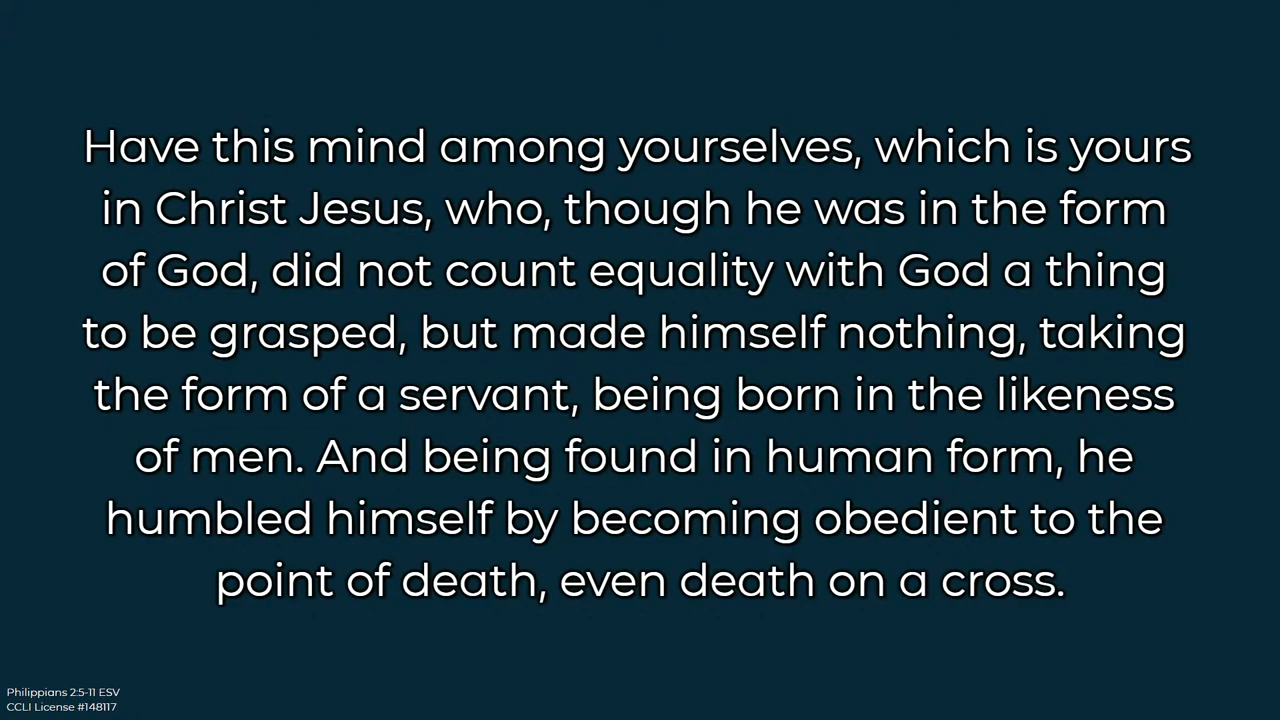 Have this mind among yourselves, which is yours
in Christ Jesus, who, though he was in the form
of God, did not count equality with God a thing
to be grasped, but made himself nothing, taking
the form of a servant, being born in the likeness
of men. And being found in human form, he
humbled himself by becoming obedient to the
point of death, even death on a cross.
Philippians 2:5-11 ESV
CCLI License #148117